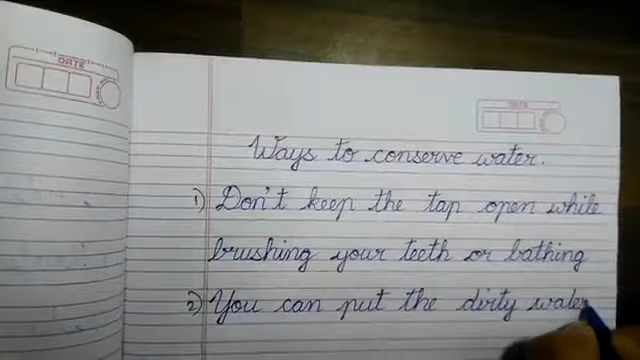 DATE
DATE
Ways to conserve water.
1) Don't keep the tap open while
brushing your teeth or bathing
2) You can put the dirty water